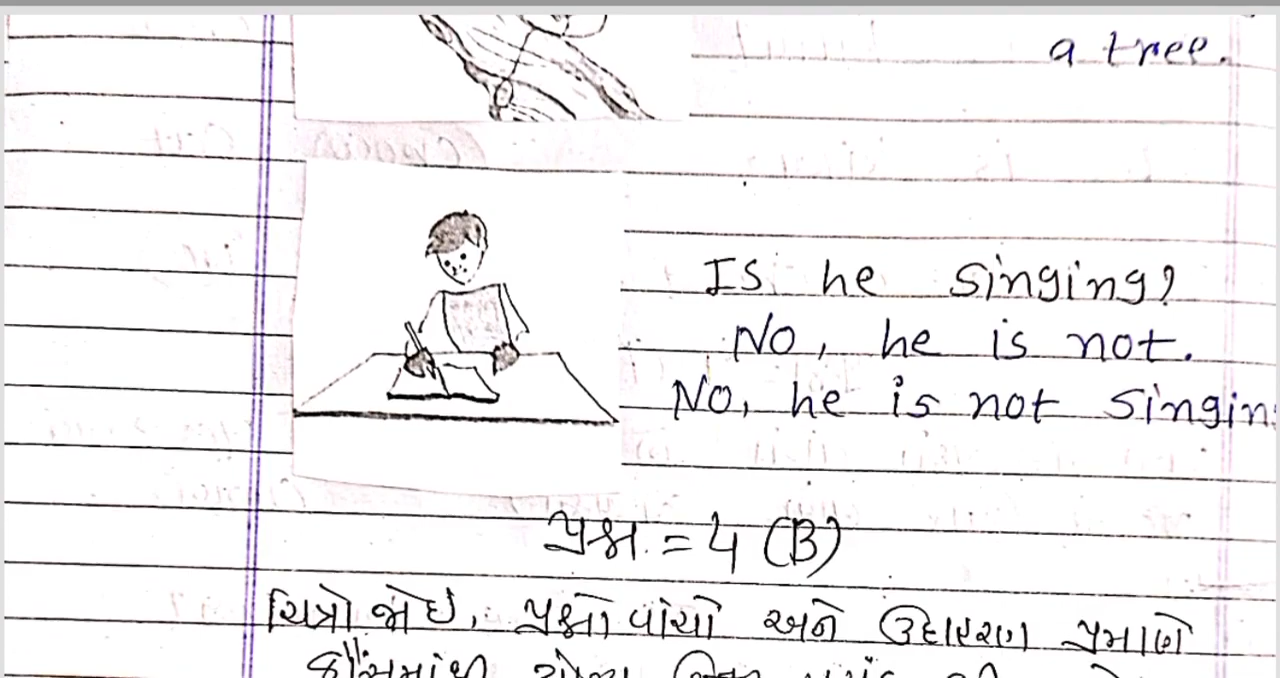 a tree.
Is he singing?
No, he is not.
No, he is not singin
પ્રશ્ન = 4 (B)
ચિત્રો જોઈ, પ્રશ્નો વાંચો અને ઉદાહરણ પ્રમાણે